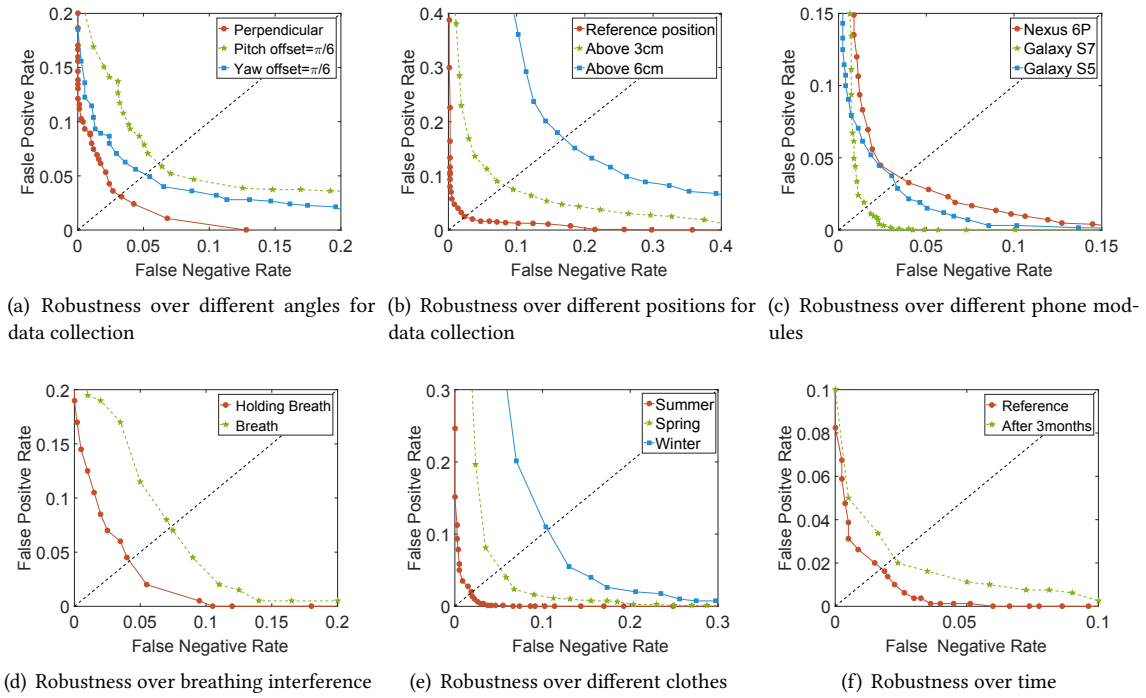 Perpendicular
Pitch offset=π/6
Yaw offset=π/6
Faslе Positve Rate
0.2
0.15
0.1
0.05
0
0 0.05 0.1 0.15 0.2
False Negative Rate
(a) Robustness over different angles for
data collection
Reference position
Above 3cm
Above 6cm
False Positve Rate
0.4
0.3
0.2
0.1
0
0 0.1 0.2 0.3 0.4
False Negative Rate
(b) Robustness over different positions for
data collection
Nexus 6P
Galaxy S7
Galaxy S5
False Positve Rate
0.15
0.1
0.05
0
0 0.05 0.1 0.15
False Negative Rate
(c) Robustness over different phone mod-
ules
Holding Breath
Breath
False Positve Rate
0.2
0.15
0.1
0.05
0
0 0.05 0.1 0.15 0.2
False Negative Rate
(d) Robustness over breathing interference
Summer
Spring
Winter
False Positve Rate
0.3
0.2
0.1
0
0 0.1 0.2 0.3
False Negative Rate
(e) Robustness over different clothes
Reference
After 3months
False Positve Rate
0.1
0.08
0.06
0.04
0.02
0
0 0.05 0.1
False Negative Rate
(f) Robustness over time